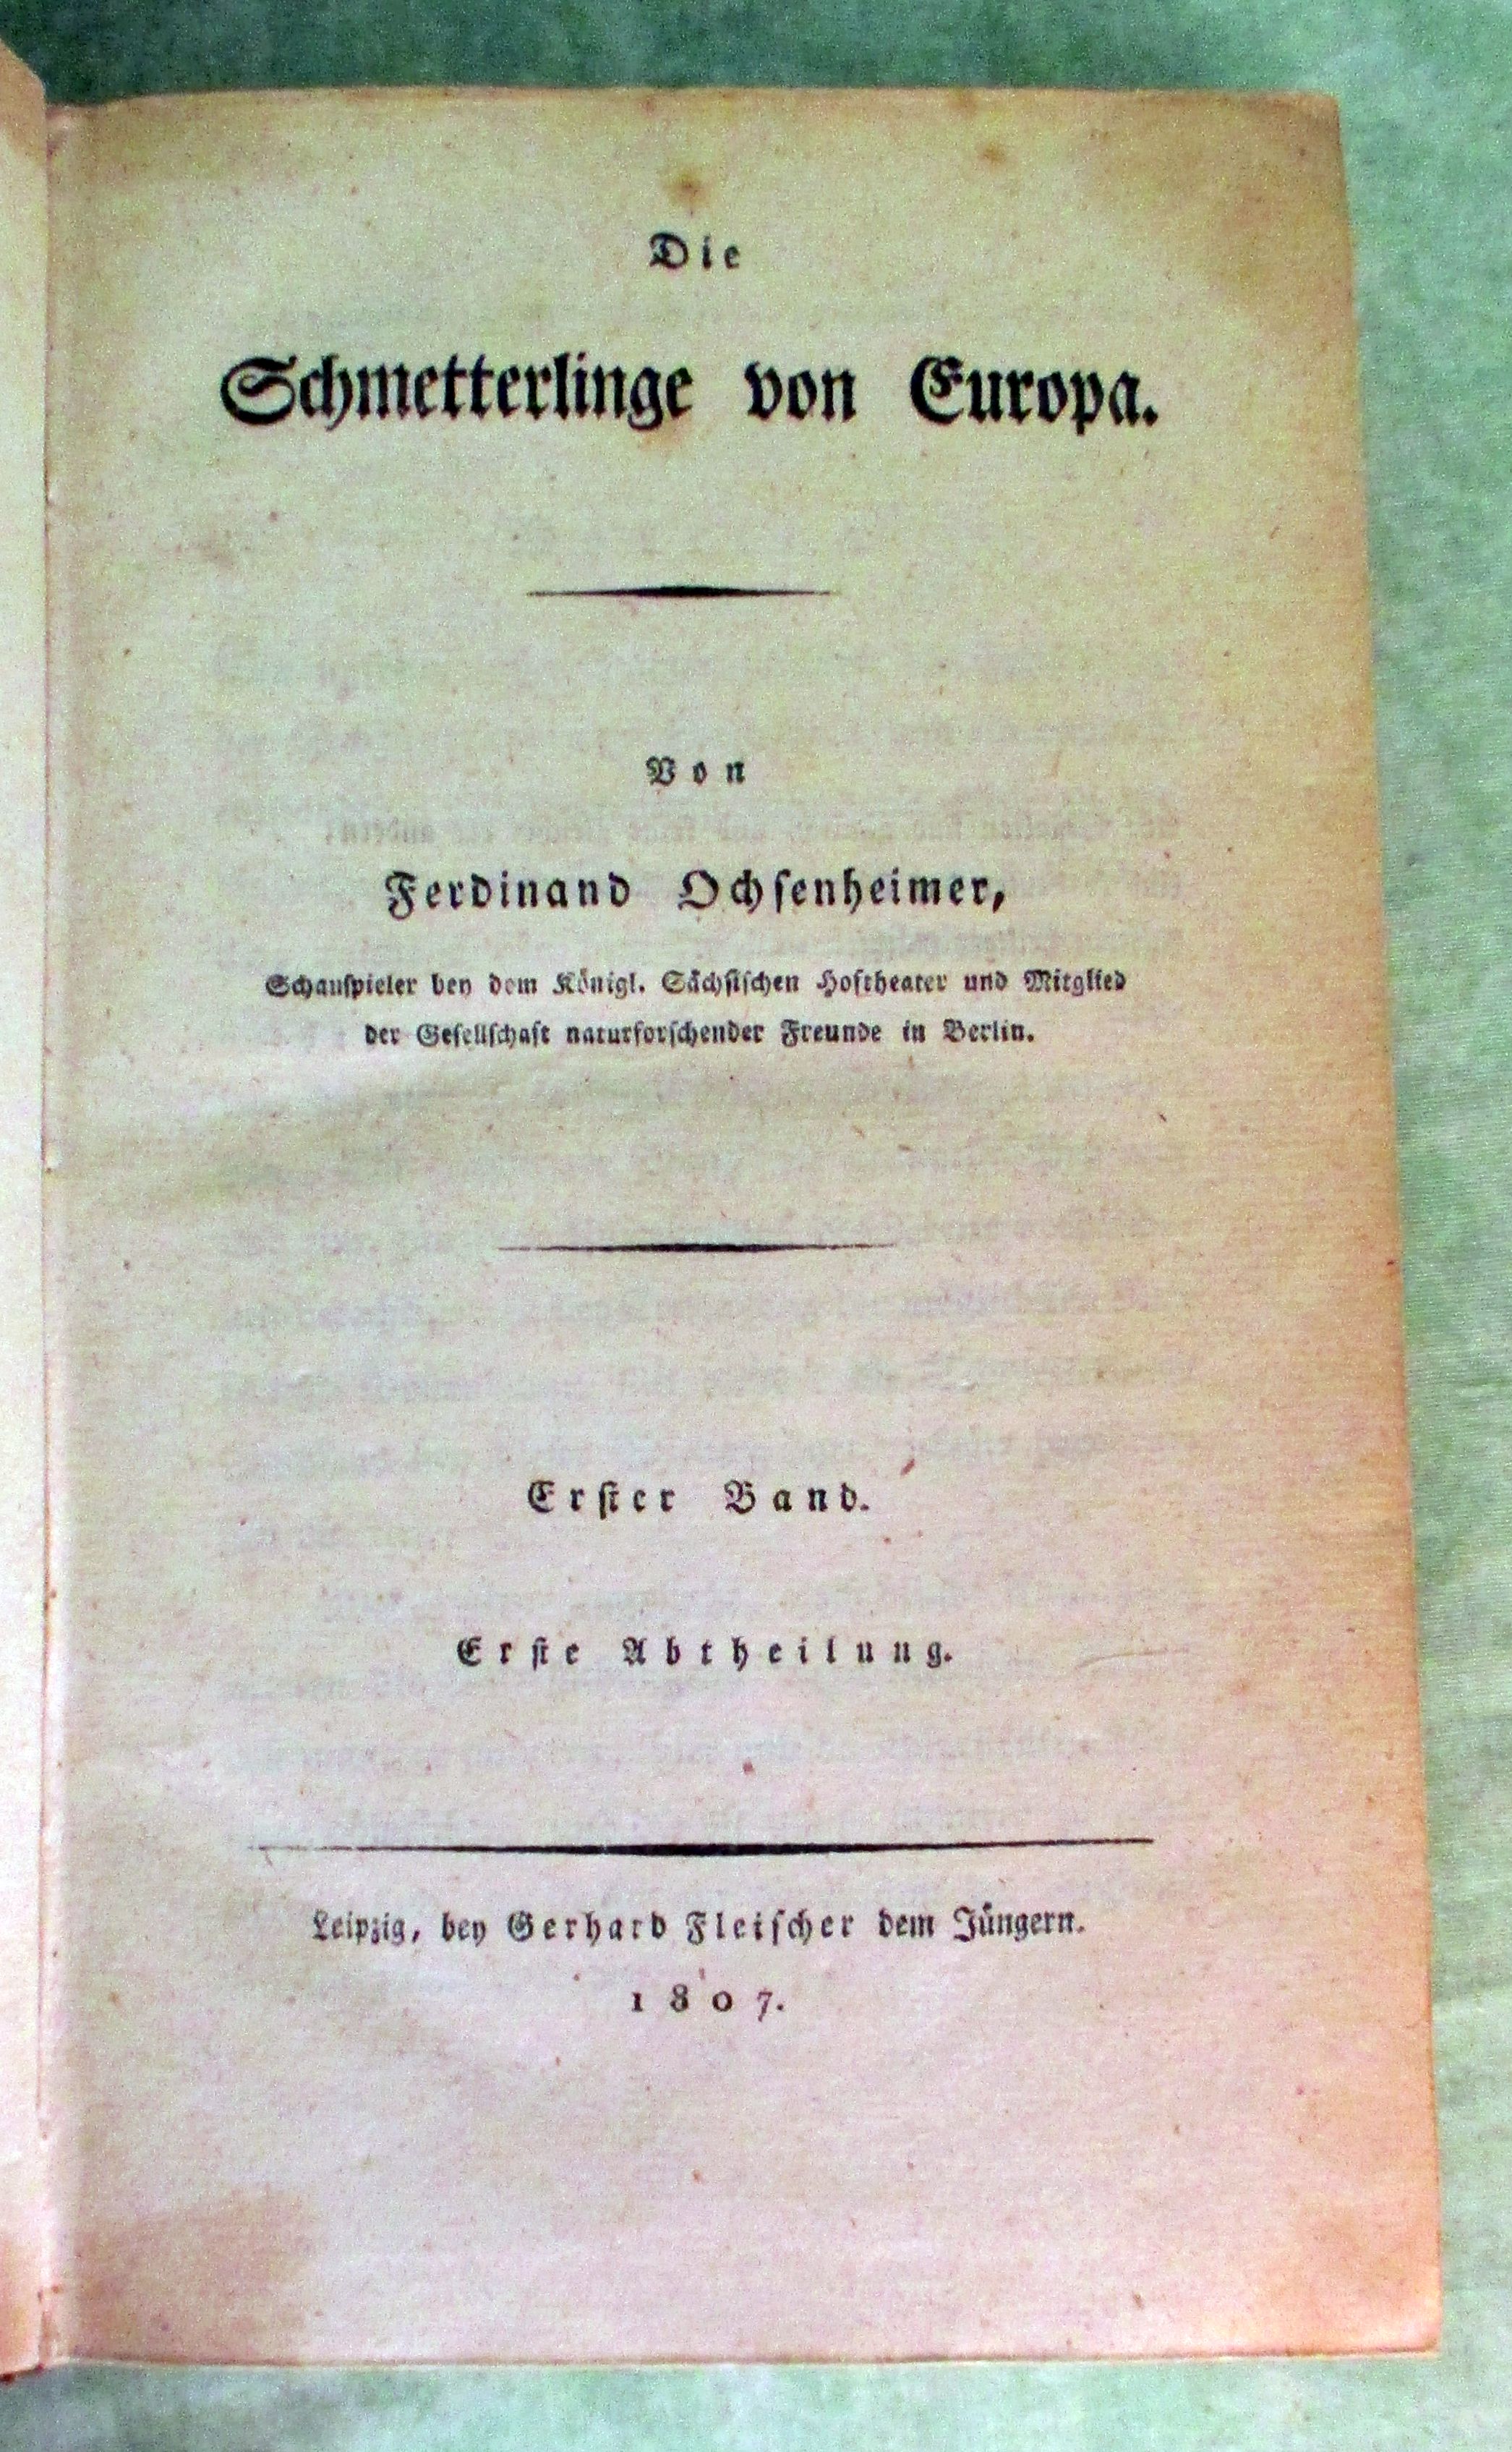 Die
Schmetterlinge von Europa.
Von
Ferdinand Ochsenheimer,
Schauspieler bey dem Königl. Sächsischen Hoftheater und Mitglied
der Gesellschaft naturforschender Freunde in Berlin.
Erster Band.
Erste Abtheilung.
Leipzig, bey Gerhard Fleischer dem Jüngern.
1807.